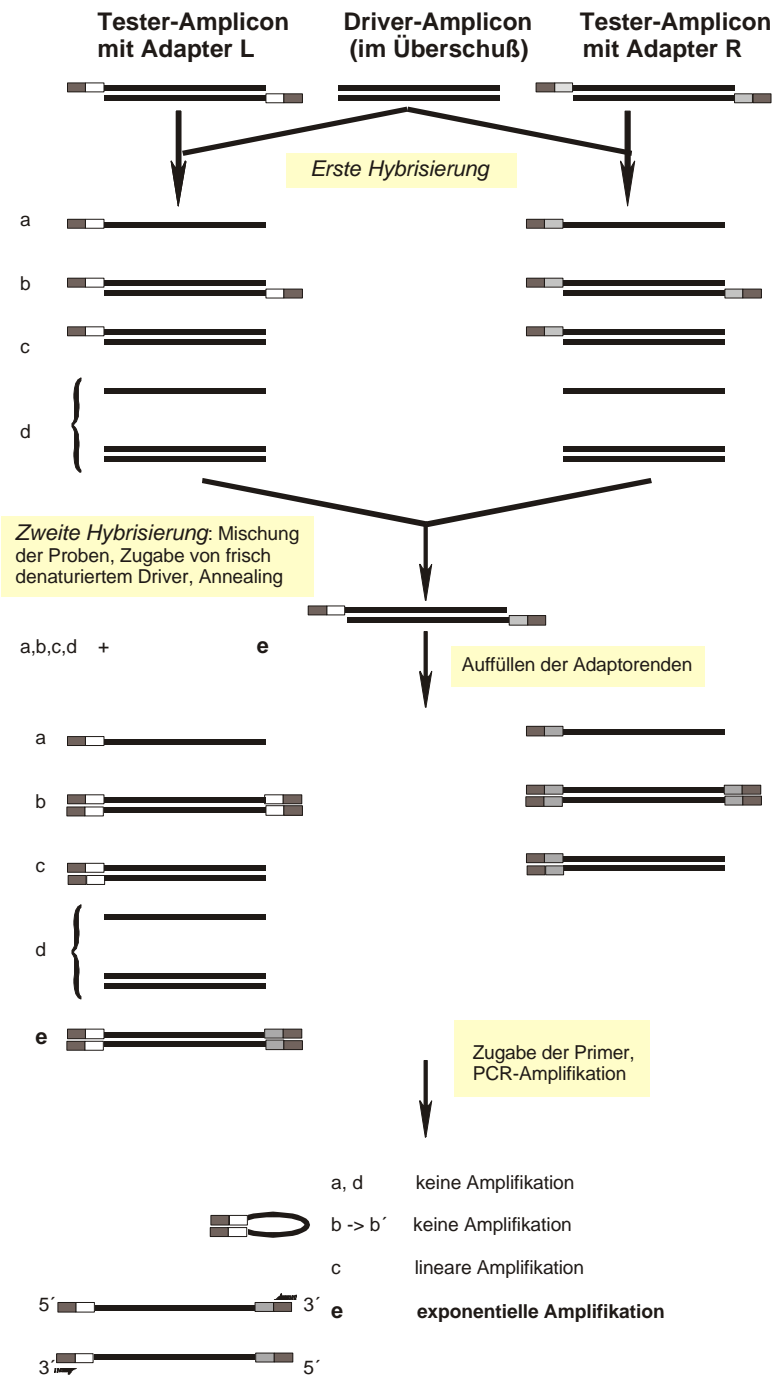 Tester-Amplicon
mit Adapter L
Driver-Amplicon
(im Überschuß)
Tester-Amplicon
mit Adapter R
Erste Hybrisierung
a
b
c
d
Zweite Hybrisierung: Mischung
der Proben, Zugabe von frisch
denaturiertem Driver, Annealing
a,b,c,d +
e
Auffüllen der Adaptorenden
a
b
c
d
e
Zugabe der Primer,
PCR-Amplifikation
a, d keine Amplifikation
b -> b´ keine Amplifikation
c lineare Amplifikation
e exponentielle Amplifikation
5´ 3´
3´ 5´